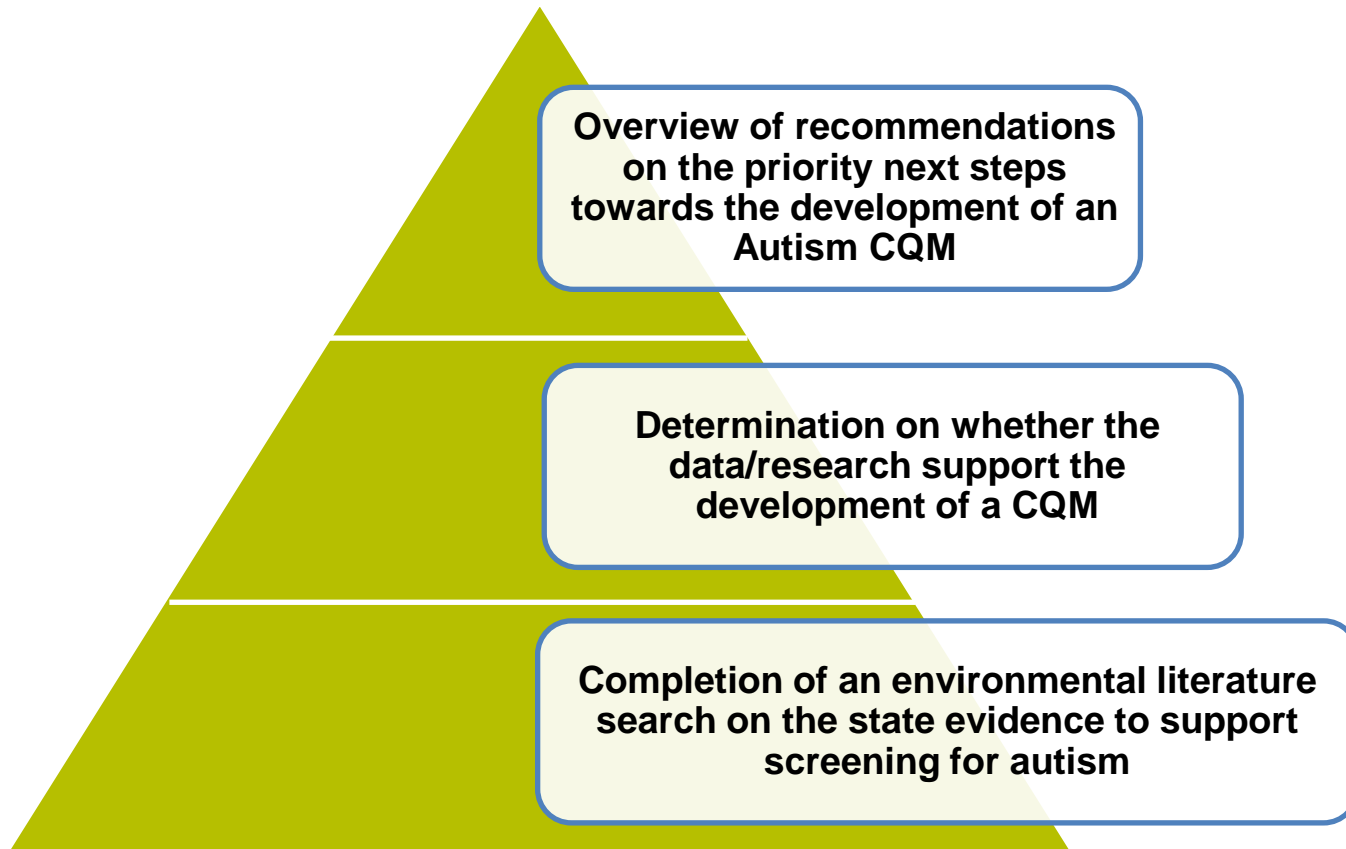 Overview of recommendations
on the priority next steps
towards the development of an
Autism CQM
Determination on whether the
data/research support the
development of a CQM
Completion of an environmental literature
search on the state evidence to support
screening for autism